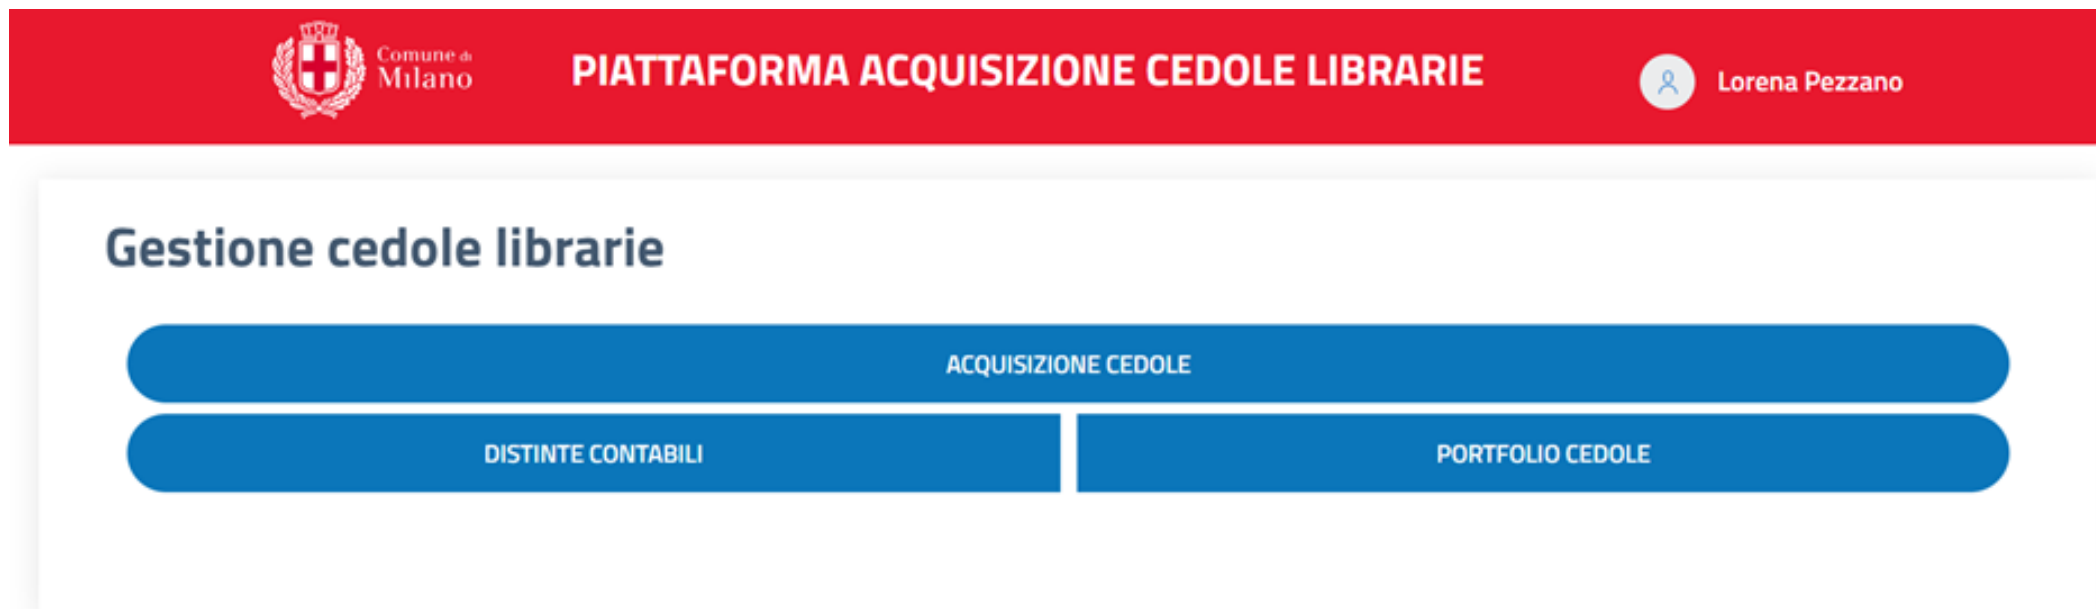 Comune di
Milano
PIATTAFORMA ACQUISIZIONE CEDOLE LIBRARIE
Lorena Pezzano
Gestione cedole librarie
ACQUISIZIONE CEDOLE
DISTINTE CONTABILI
PORTFOLIO CEDOLE